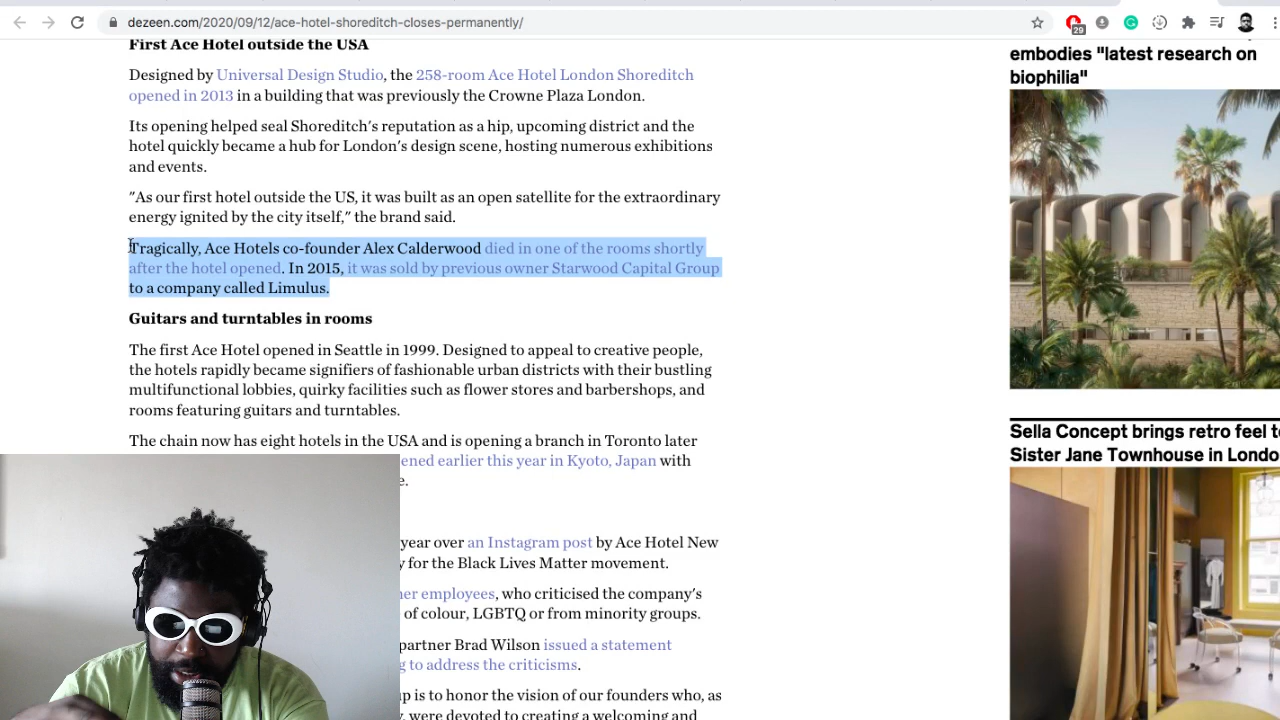 dezeen.com/2020/09/12/ace-hotel-shoreditch-closes-permanently/
29
First Ace Hotel outside the USA
Designed by Universal Design Studio, the 258-room Ace Hotel London Shoreditch
opened in 2013 in a building that was previously the Crowne Plaza London.
Its opening helped seal Shoreditch's reputation as a hip, upcoming district and the
hotel quickly became a hub for London's design scene, hosting numerous exhibitions
and events.
"As our first hotel outside the US, it was built as an open satellite for the extraordinary
energy ignited by the city itself," the brand said.
Tragically, Ace Hotels co-founder Alex Calderwood died in one of the rooms shortly
after the hotel opened. In 2015, it was sold by previous owner Starwood Capital Group
to a company called Limulus.
Guitars and turntables in rooms
The first Ace Hotel opened in Seattle in 1999. Designed to appeal to creative people,
the hotels rapidly became signifiers of fashionable urban districts with their bustling
multifunctional lobbies, quirky facilities such as flower stores and barbershops, and
rooms featuring guitars and turntables.
The chain now has eight hotels in the USA and is opening a branch in Toronto later
ened earlier this year in Kyoto, Japan with
e.
year over an Instagram post by Ace Hotel New
y for the Black Lives Matter movement.
ner employees, who criticised the company's
of colour, LGBTQ or from minority groups.
partner Brad Wilson issued a statement
g to address the criticisms.
up is to honor the vision of our founders who, as
y, were devoted to creating a welcoming and
embodies "latest research on
biophilia"
Sella Concept brings retro feel t
Sister Jane Townhouse in Londo